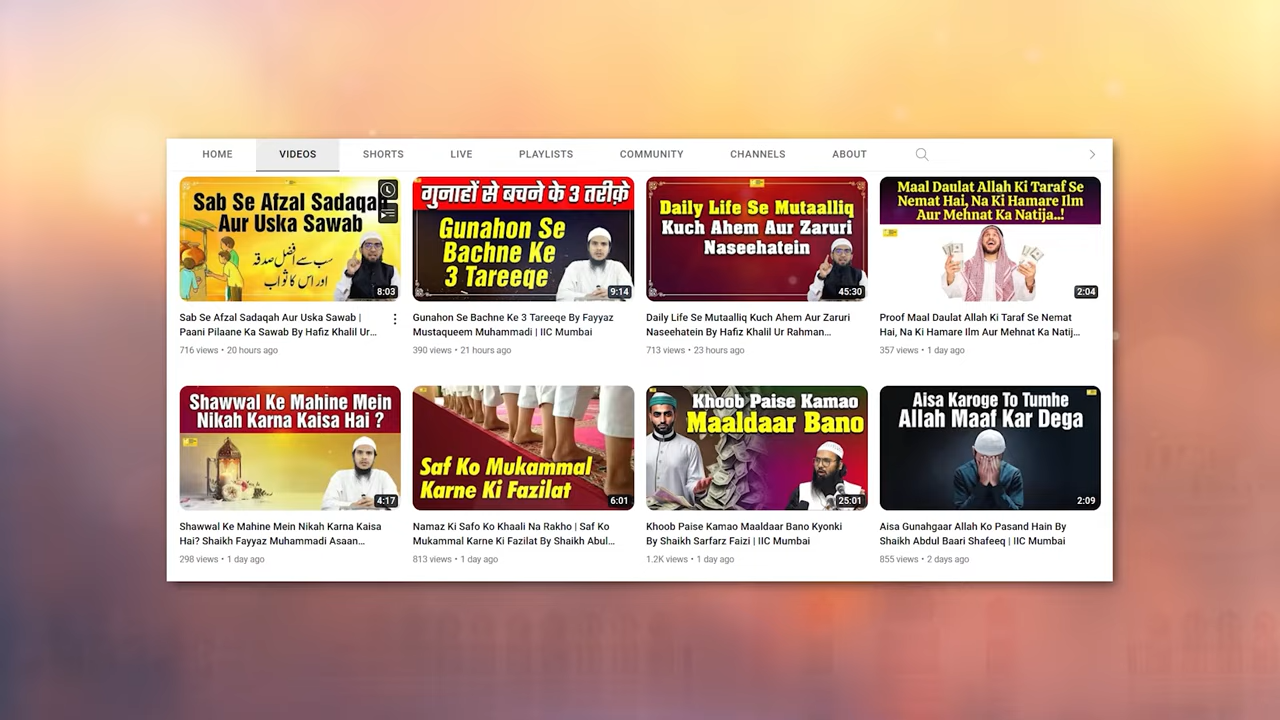 HOME VIDEOS SHORTS LIVE PLAYLISTS COMMUNITY CHANNELS ABOUT
Sab Se Afzal Sadaqah
Aur Uska Sawab
سب سے افضل صدقہ
اور اس کا ثواب
8:03
गुनाहों से बचने के 3 तरीक़े
Gunahon Se
Bachne Ke
3 Tareeqe
9:14
Daily Life Se Mutaalliq
Kuch Ahem Aur Zaruri
Naseehatein
45:30
Maal Daulat Allah Ki Taraf Se
Nemat Hai, Na Ki Hamare Ilm
Aur Mehnat Ka Natija..!
2:04
Sab Se Afzal Sadaqah Aur Uska Sawab |
Paani Pilaane Ka Sawab By Hafiz Khalil Ur...
716 views • 20 hours ago
Gunahon Se Bachne Ke 3 Tareeqe By Fayyaz
Mustaqueem Muhammadi | IIC Mumbai
390 views • 21 hours ago
Daily Life Se Mutaalliq Kuch Ahem Aur Zaruri
Naseehatein By Hafiz Khalil Ur Rahman...
713 views • 23 hours ago
Proof Maal Daulat Allah Ki Taraf Se Nemat
Hai, Na Ki Hamare Ilm Aur Mehnat Ka Natij...
357 views • 1 day ago
Shawwal Ke Mahine Mein
Nikah Karna Kaisa Hai ?
4:17
Saf Ko Mukammal
Karne Ki Fazilat
6:01
Khoob Paise Kamao
Maaldaar Bano
25:01
Aisa Karoge To Tumhe
Allah Maaf Kar Dega
2:09
Shawwal Ke Mahine Mein Nikah Karna Kaisa
Hai? Shaikh Fayyaz Muhammadi Asaan...
298 views • 1 day ago
Namaz Ki Safo Ko Khaali Na Rakho | Saf Ko
Mukammal Karne Ki Fazilat By Shaikh Abul...
813 views • 1 day ago
Khoob Paise Kamao Maaldaar Bano Kyonki
By Shaikh Sarfarz Faizi | IIC Mumbai
1.2K views • 1 day ago
Aisa Gunahgaar Allah Ko Pasand Hain By
Shaikh Abdul Baari Shafeeq | IIC Mumbai
855 views • 2 days ago